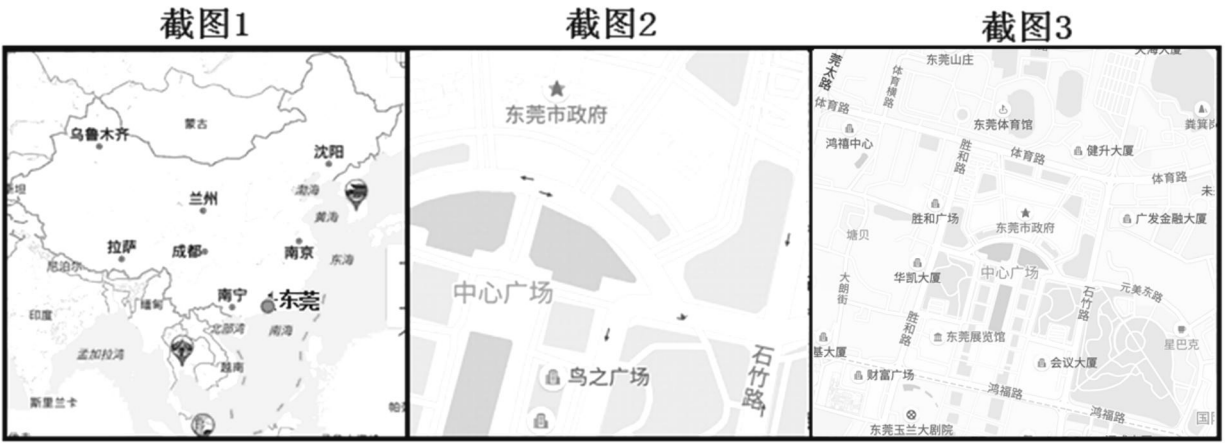 截图1
截图2
截图3
乌鲁木齐
蒙古
沈阳
渤海
兰州
黄海
拉萨
成都
南京
东海
尼泊尔
南宁
东莞
印度
缅甸
北部湾
南海
孟加拉湾
越南
斯里兰卡
东莞市政府
中心广场
鸟之广场
石竹路
莞太路
东莞山庄
体育横路
体育路
东莞体育馆
鸿禧中心
胜和路
体育路
健升大厦
体育路
胜和广场
东莞市政府
广发金融大厦
塘贝
中心广场
华凯大厦
大朗街
石竹路
元美东路
胜和路
东莞展览馆
星巴克
基大厦
会议大厦
财富广场
鸿福路
鸿福路
东莞玉兰大剧院